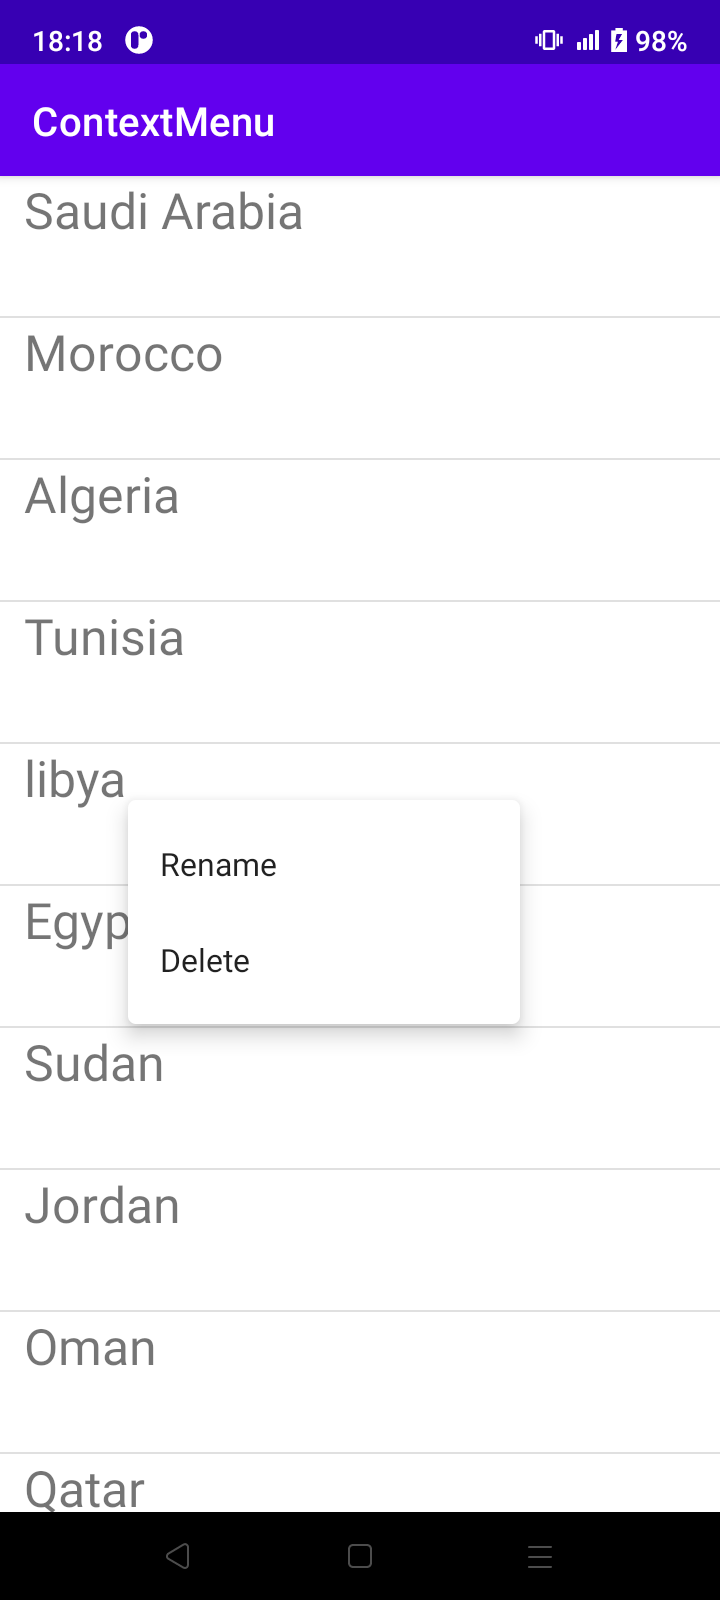 18:18 98%
ContextMenu
Saudi Arabia
Morocco
Algeria
Tunisia
libya
Rename
Egyp
Delete
Sudan
Jordan
Oman
Qatar